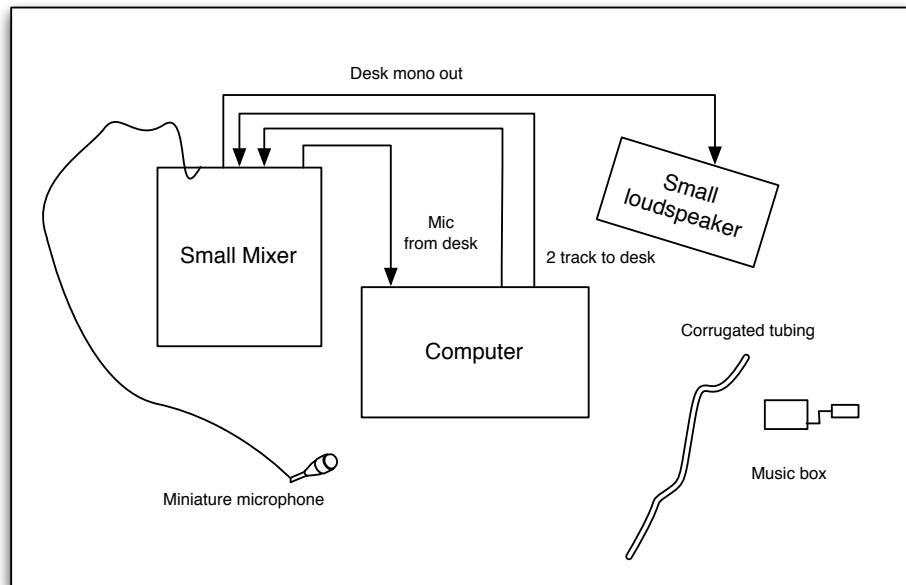 Desk mono out
Small
loudspeaker
Mic
from desk
Small Mixer
2 track to desk
Corrugated tubing
Computer
Music box
Miniature microphone